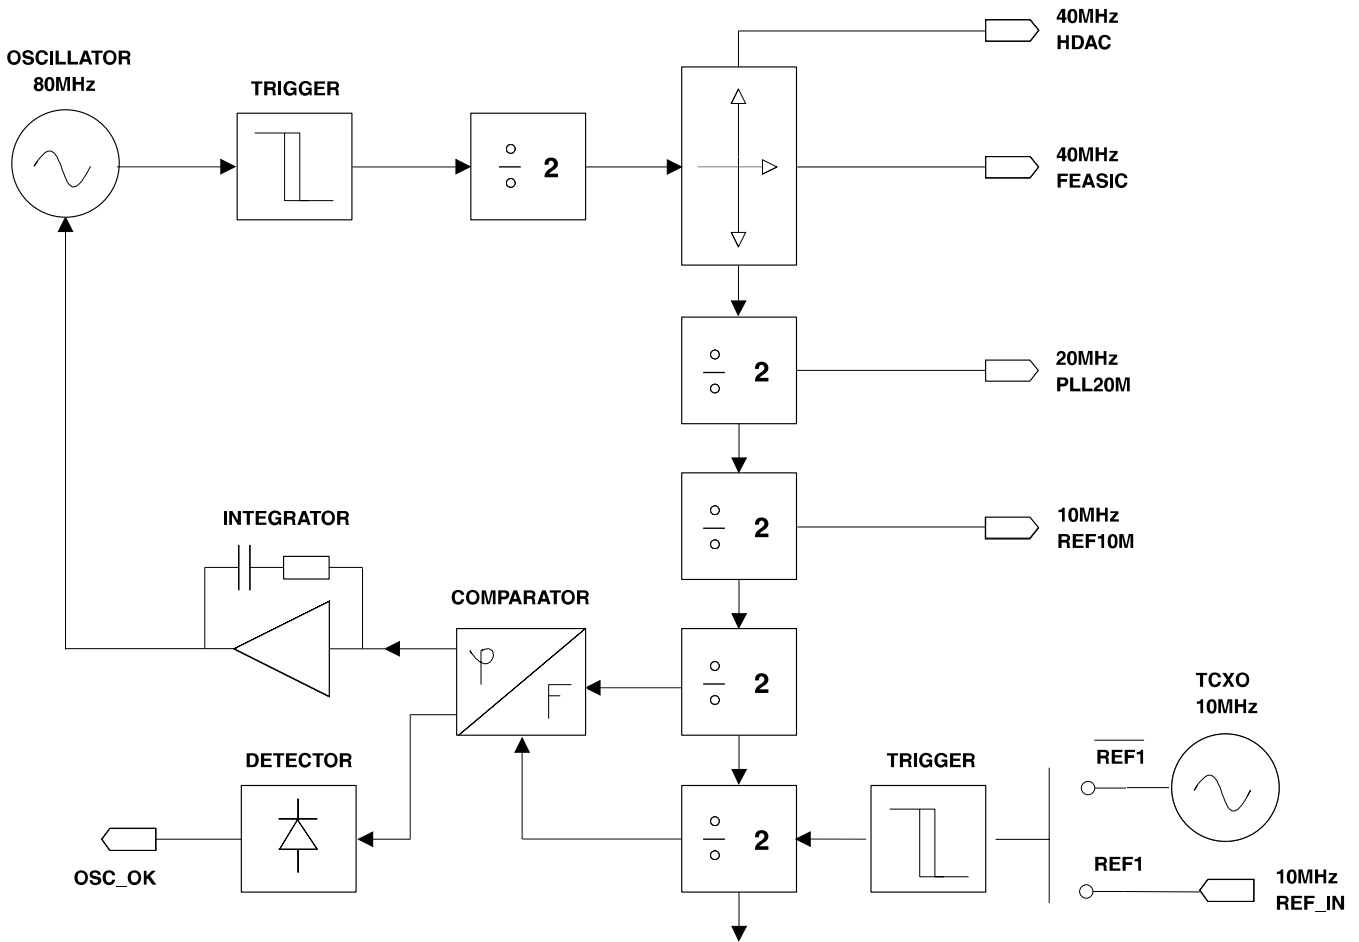 40MHz
HDAC
OSCILLATOR
80MHz
TRIGGER
÷ 2
40MHz
FEASIC
÷ 2
20MHz
PLL20M
÷ 2
10MHz
REF10M
INTEGRATOR
COMPARATOR
φ
F
÷ 2
TCXO
10MHz
REF1
DETECTOR
TRIGGER
÷ 2
OSC_OK
REF1
10MHz
REF_IN